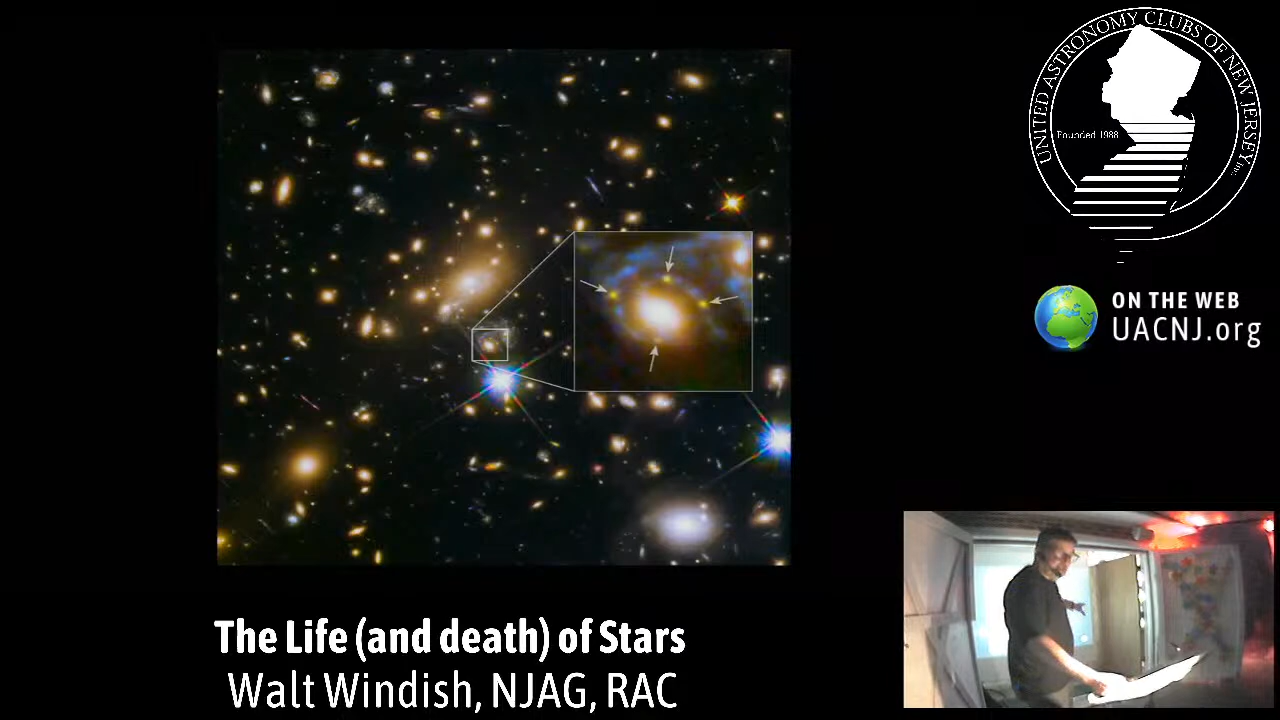 UNITED ASTRONOMY CLUBS OF NEW JERSEY, Inc.
Founded 1988
ON THE WEB
UACNJ.org
The Life (and death) of Stars
Walt Windish, NJAG, RAC